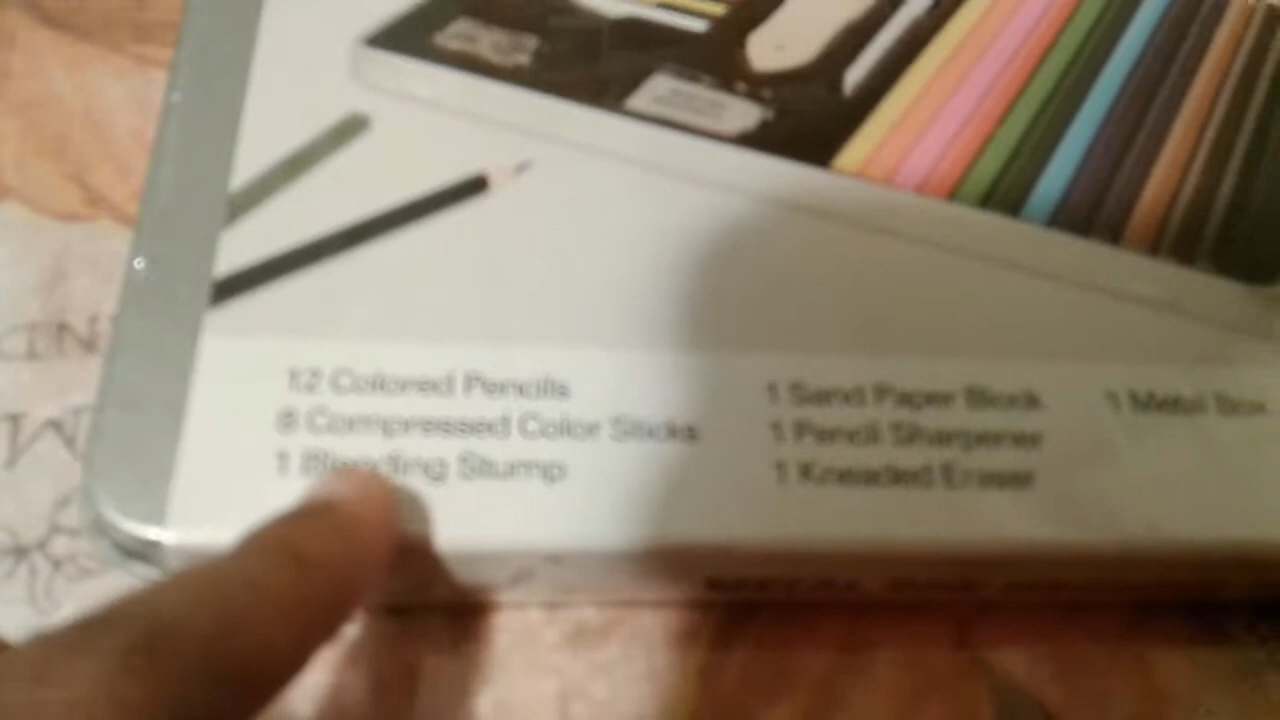 12 Colored Pencils
8 Compressed Color Sticks
1 Blending Stump
1 Sand Paper Block
1 Pencil Sharpener
1 Kneaded Eraser
1 Metal Box